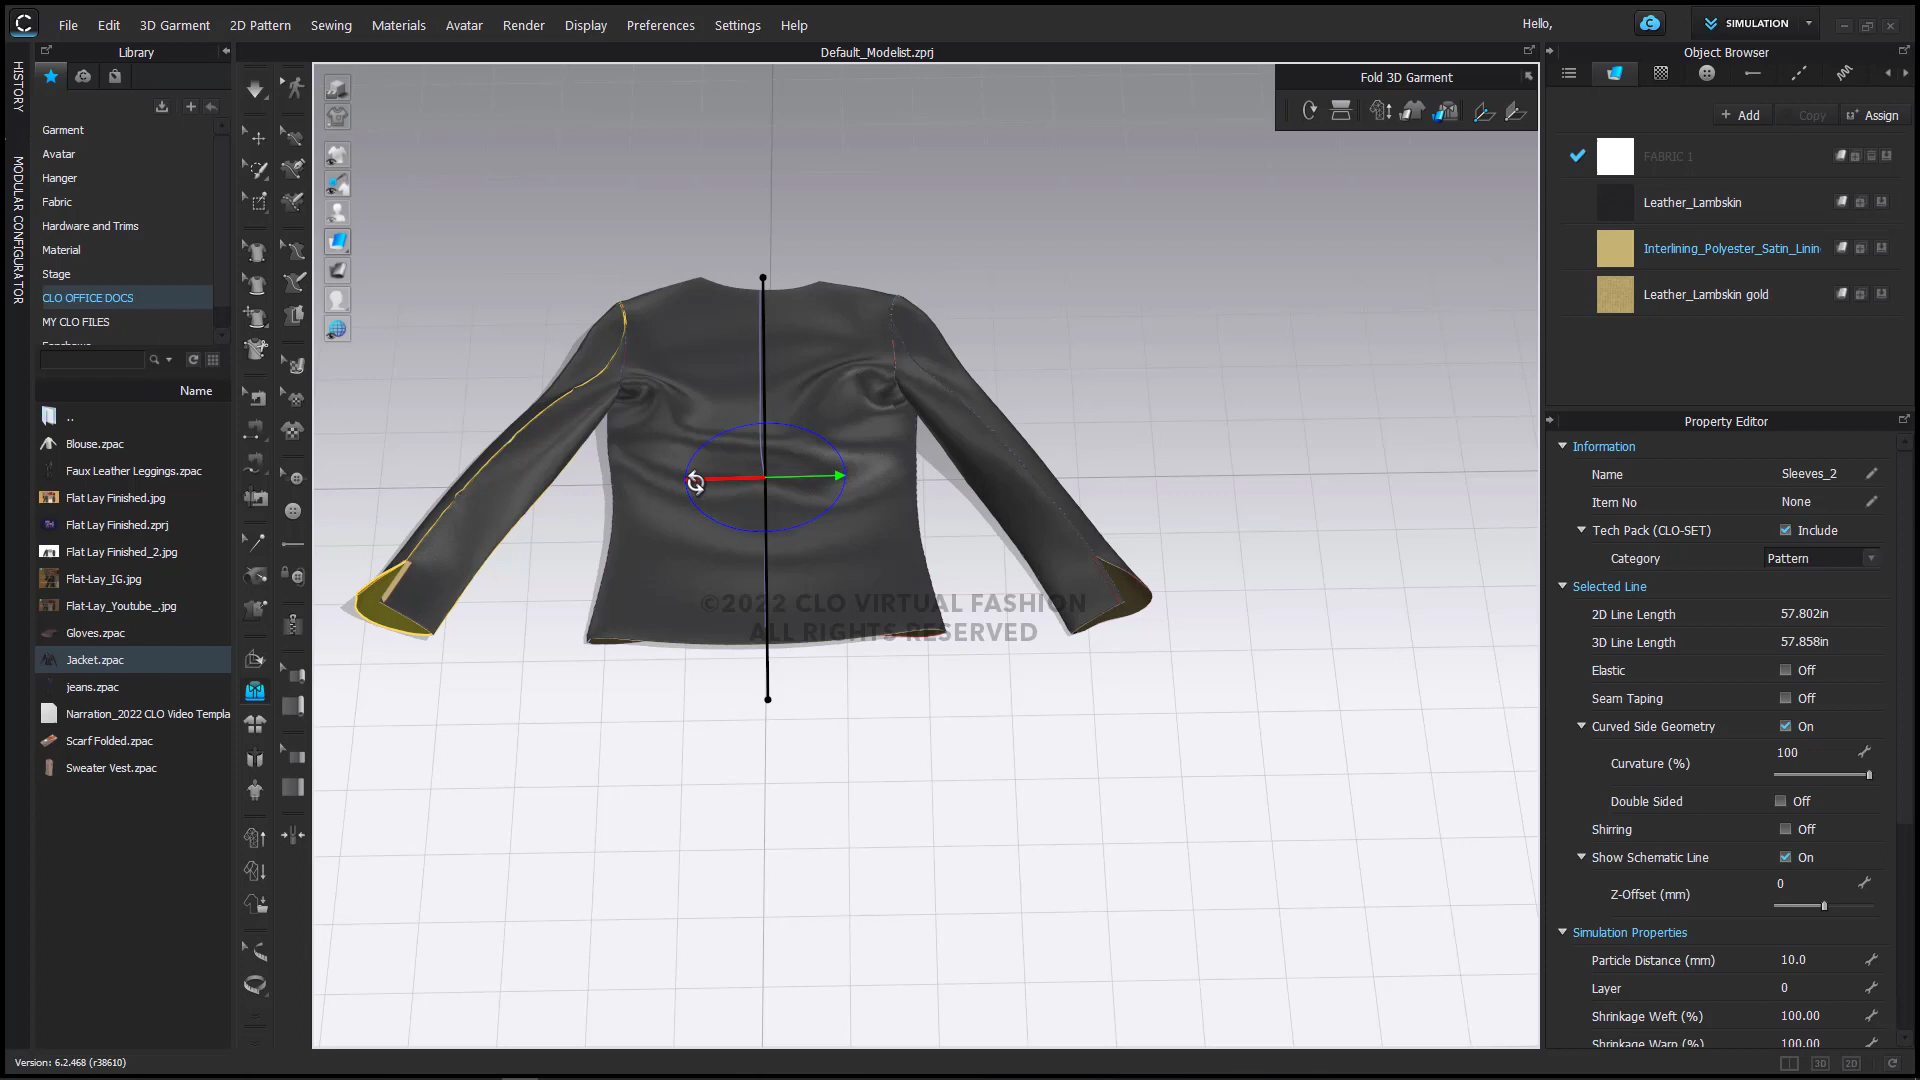 File
Edit
3D Garment
2D Pattern
Sewing
Materials
Avatar
Render
Display
Preferences
Settings
Help
Hello,
SIMULATION
Library
Default_Modelist.zprj
Object Browser
HISTORY
MODULAR CONFIGURATOR
Garment
Avatar
Hanger
Fabric
Hardware and Trims
Material
Stage
CLO OFFICE DOCS
MY CLO FILES
Name
..
Blouse.zpac
Faux Leather Leggings.zpac
Flat Lay Finished.jpg
Flat Lay Finished.zprj
Flat Lay Finished_2.jpg
Flat-Lay_IG.jpg
Flat-Lay_Youtube_.jpg
Gloves.zpac
Jacket.zpac
jeans.zpac
Narration_2022 CLO Video Templa
Scarf Folded.zpac
Sweater Vest.zpac
Fold 3D Garment
©2022 CLO VIRTUAL FASHION
ALL RIGHTS RESERVED
Add
Copy
Assign
FABRIC 1
Leather_Lambskin
Interlining_Polyester_Satin_Linin
Leather_Lambskin gold
Property Editor
Information
Name Sleeves_2
Item No None
Tech Pack (CLO-SET) Include
Category Pattern
Selected Line
2D Line Length 57.802in
3D Line Length 57.858in
Elastic Off
Seam Taping Off
Curved Side Geometry On
Curvature (%) 100
Double Sided Off
Shirring Off
Show Schematic Line On
Z-Offset (mm) 0
Simulation Properties
Particle Distance (mm) 10.0
Layer 0
Shrinkage Weft (%) 100.00
Shrinkage Warp (%) 100.00
Version: 6.2.468 (r38610)
3D
2D